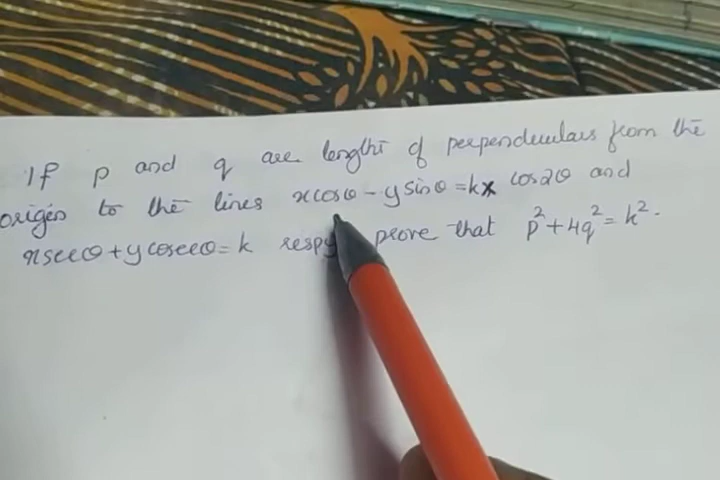 If p and q are lengths of perpendiculars from the
origin to the lines x cosθ - y sinθ = k cos2θ and
x secθ + y cosecθ = k respy prove that p² + 4q² = k².